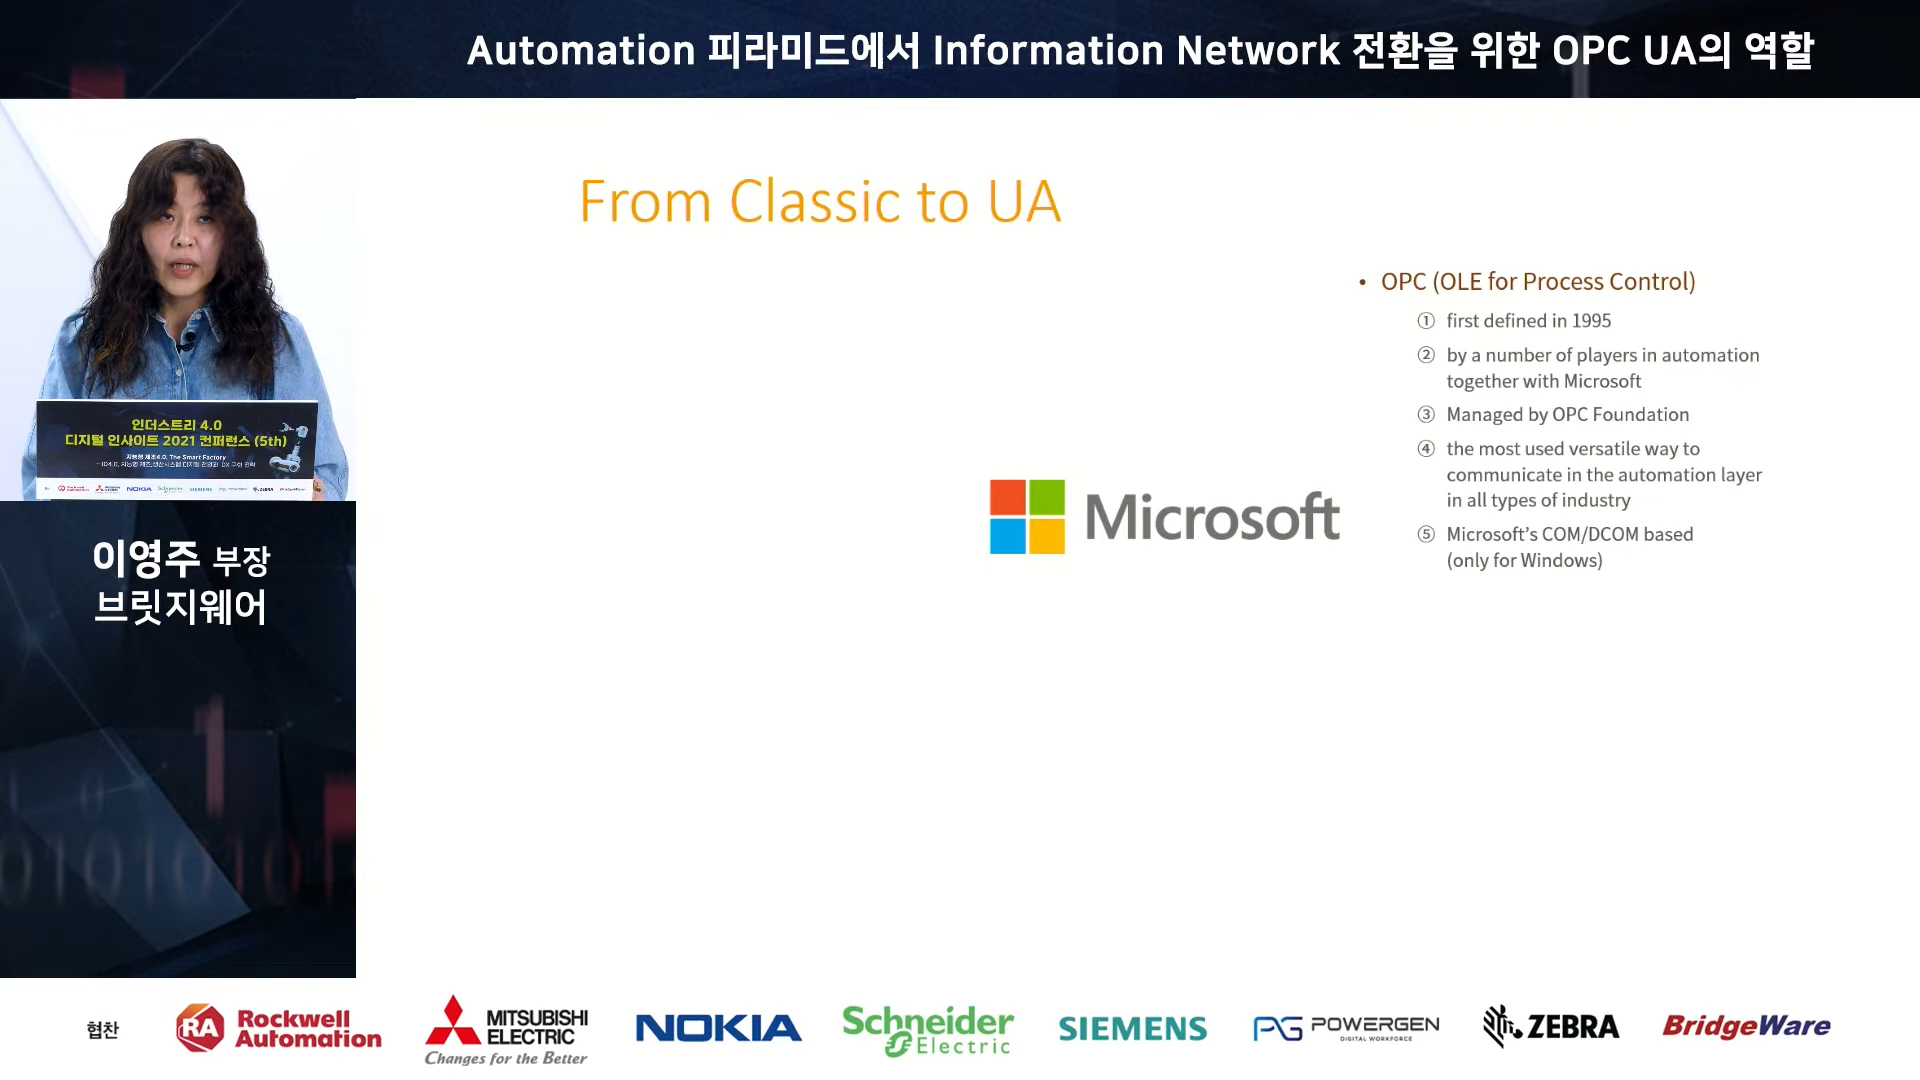 Automation 피라미드에서 Information Network 전환을 위한 OPC UA의 역할
From Classic to UA
• OPC (OLE for Process Control)
① first defined in 1995
② by a number of players in automation
together with Microsoft
③ Managed by OPC Foundation
④ the most used versatile way to
communicate in the automation layer
in all types of industry
⑤ Microsoft's COM/DCOM based
(only for Windows)
Microsoft
인더스트리 4.0
디지털 인사이트 2021 컨퍼런스 (5th)
지능형 제조4.0, The Smart Factory
이영주 부장
브릿지웨어
협찬
RA Rockwell Automation
MITSUBISHI ELECTRIC
Changes for the Better
NOKIA
Schneider Electric
SIEMENS
PG POWERGEN
DIGITAL WORKFORCE
ZEBRA
BridgeWare